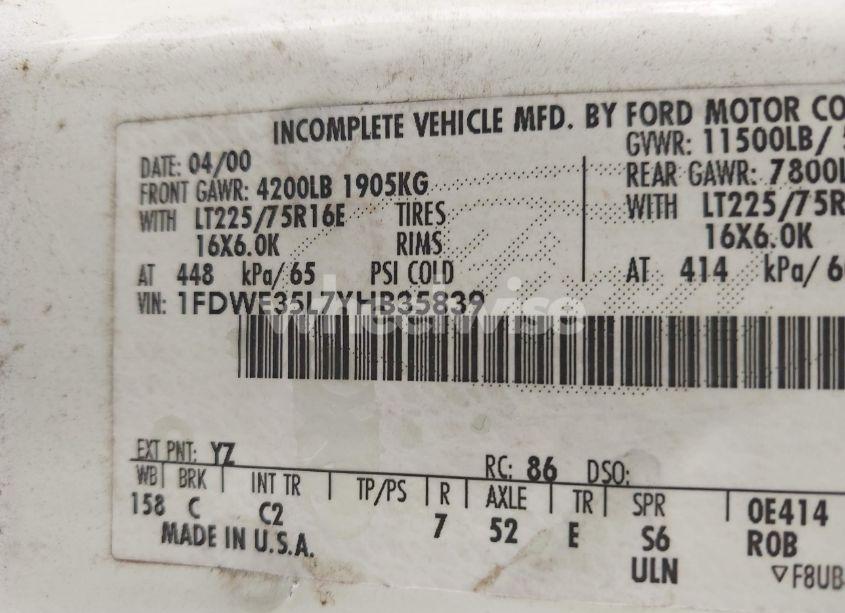 INCOMPLETE VEHICLE MFD. BY FORD MOTOR CO
DATE: 04/00
GVWR: 11500LB/
FRONT GAWR: 4200LB 1905KG
REAR GAWR: 7800L
WITH LT225/75R16E TIRES
WITH LT225/75R
16X6.0K RIMS
16X6.0K
AT 448 kPa/65 PSI COLD
AT 414 kPa/6
VIN: 1FDWE35L7YHB35839
wheelwise
EXT PNT: YZ RC: 86 DSO:
WB BRK INT TR TP/PS R AXLE TR SPR 0E414
158 C C2 7 52 E S6 ROB
MADE IN U.S.A. ULN F8UB